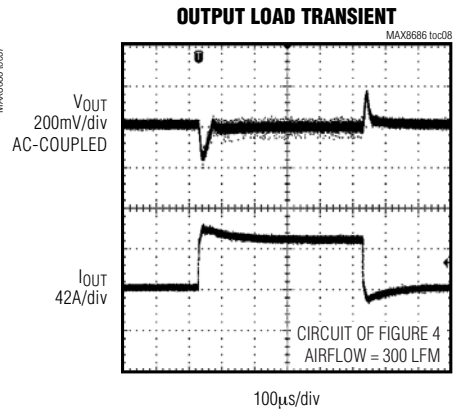 OUTPUT LOAD TRANSIENT
MAX8686 toc08
T
VOUT
200mV/div
AC-COUPLED
IOUT
42A/div
CIRCUIT OF FIGURE 4
AIRFLOW = 300 LFM
100µs/div